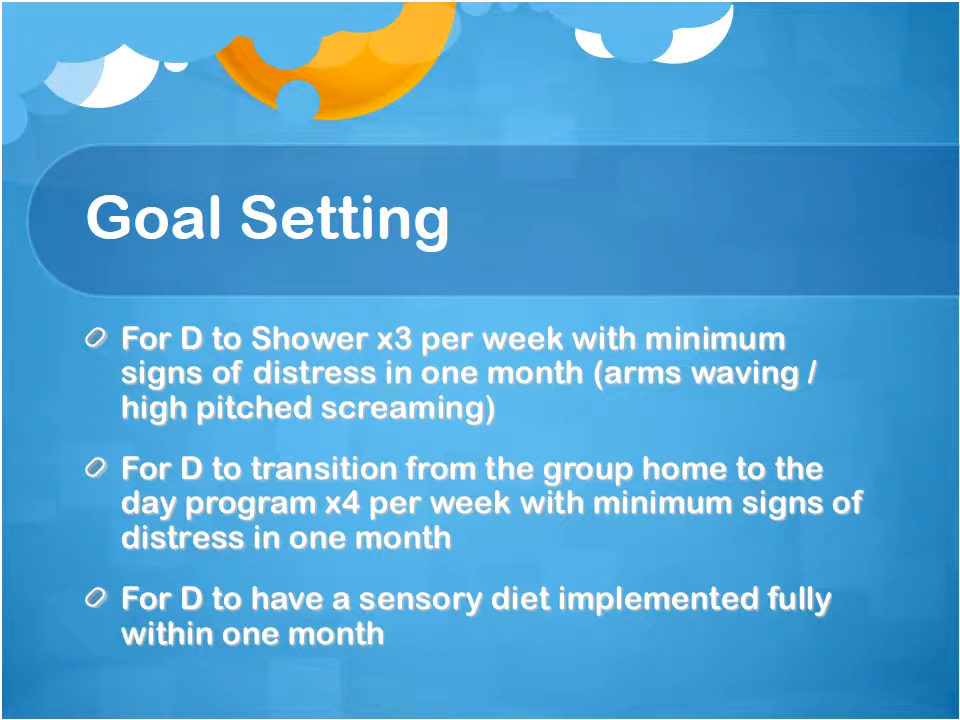 Goal Setting
For D to Shower x3 per week with minimum
signs of distress in one month (arms waving /
high pitched screaming)
For D to transition from the group home to the
day program x4 per week with minimum signs of
distress in one month
For D to have a sensory diet implemented fully
within one month